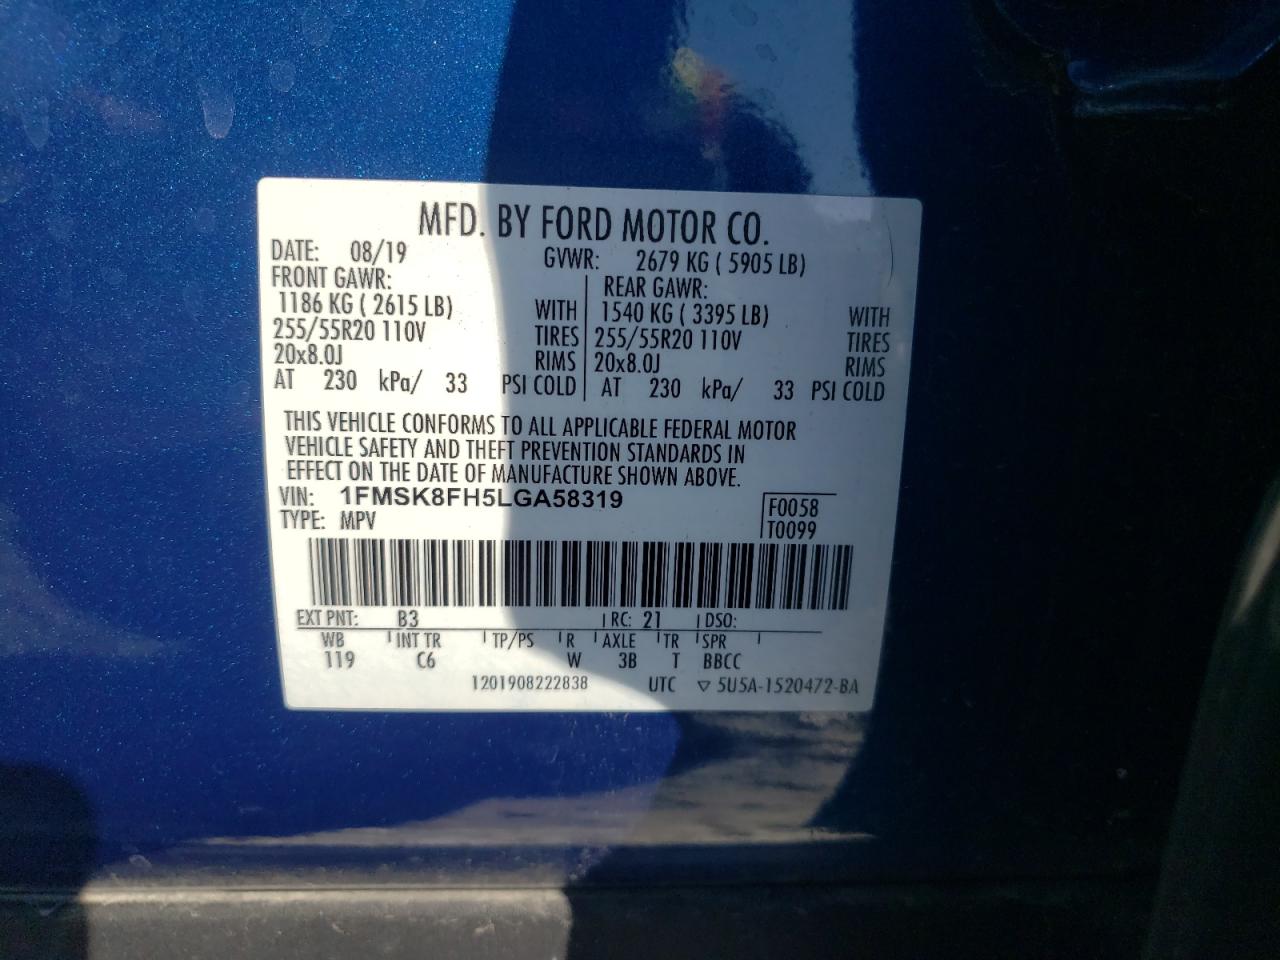 MFD. BY FORD MOTOR CO.
DATE: 08/19 GVWR: 2679 KG ( 5905 LB)
FRONT GAWR: REAR GAWR:
1186 KG ( 2615 LB) WITH 1540 KG ( 3395 LB) WITH
255/55R20 110V TIRES 255/55R20 110V TIRES
20x8.0J RIMS 20x8.0J RIMS
AT 230 kPa/ 33 PSI COLD AT 230 kPa/ 33 PSI COLD
THIS VEHICLE CONFORMS TO ALL APPLICABLE FEDERAL MOTOR
VEHICLE SAFETY AND THEFT PREVENTION STANDARDS IN
EFFECT ON THE DATE OF MANUFACTURE SHOWN ABOVE.
VIN: 1FMSK8FH5LGA58319 F0058
TYPE: MPV T0099
EXT PNT: B3 RC: 21 DSO:
WB INT TR TP/PS R AXLE TR SPR
119 C6 W 3B T BBCC
1201908222838 UTC ▽ 5U5A-1520472-BA